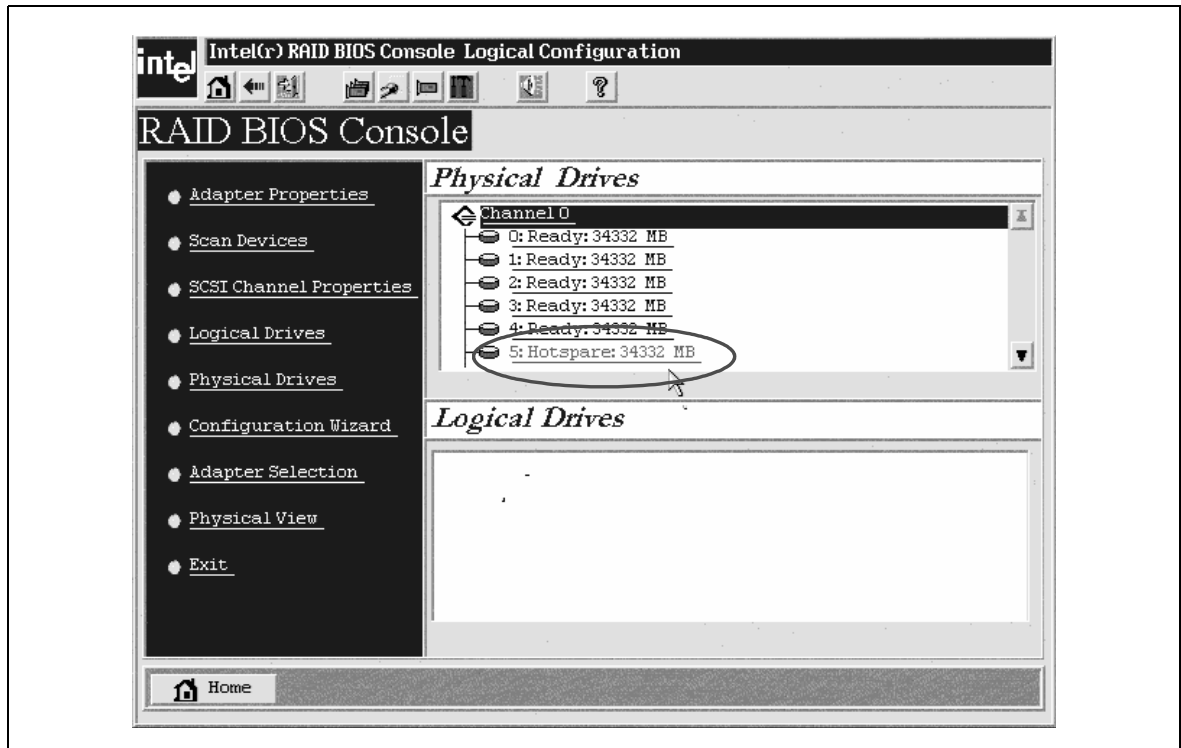 intel
Intel(r) RAID BIOS Console Logical Configuration
RAID BIOS Console
Adapter Properties
Scan Devices
SCSI Channel Properties
Logical Drives
Physical Drives
Configuration Wizard
Adapter Selection
Physical View
Exit
Physical Drives
Channel 0
0: Ready: 34332 MB
1: Ready: 34332 MB
2: Ready: 34332 MB
3: Ready: 34332 MB
4: Ready: 34332 MB
5: Hotspare: 34332 MB
Logical Drives
Home